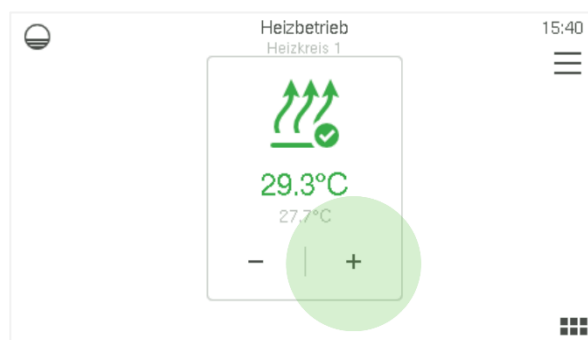 Heizbetrieb
15:40
Heizkreis 1
29.3°C
27.7°C
− +